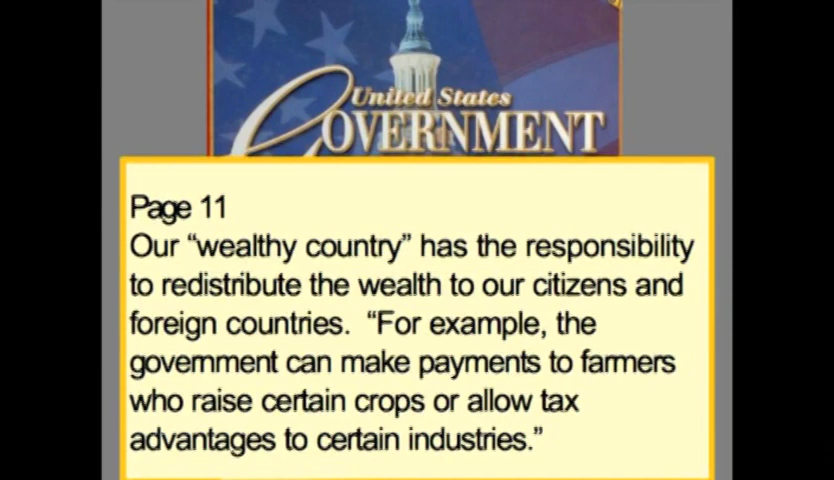 United States
GOVERNMENT
Page 11
Our “wealthy country” has the responsibility
to redistribute the wealth to our citizens and
foreign countries.  “For example, the
government can make payments to farmers
who raise certain crops or allow tax
advantages to certain industries.”